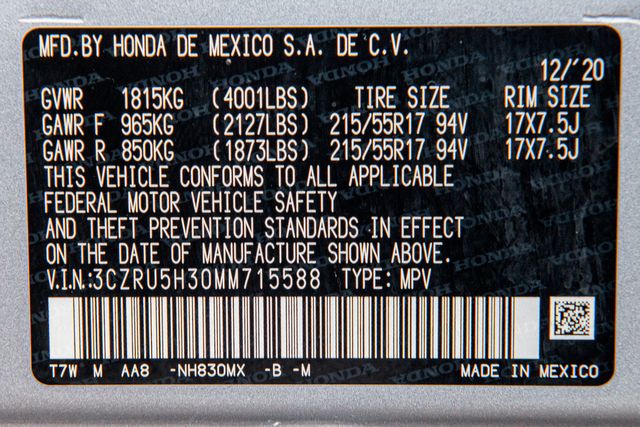 MFD.BY HONDA DE MEXICO S.A. DE C.V.
12/'20
GVWR 1815KG (4001LBS) TIRE SIZE RIM SIZE
GAWR F 965KG (2127LBS) 215/55R17 94V 17X7.5J
GAWR R 850KG (1873LBS) 215/55R17 94V 17X7.5J
THIS VEHICLE CONFORMS TO ALL APPLICABLE
FEDERAL MOTOR VEHICLE SAFETY
AND THEFT PREVENTION STANDARDS IN EFFECT
ON THE DATE OF MANUFACTURE SHOWN ABOVE.
V.I.N:3CZRU5H30MM715588 TYPE: MPV
T7W M AA8 -NH830MX -B -M MADE IN MEXICO